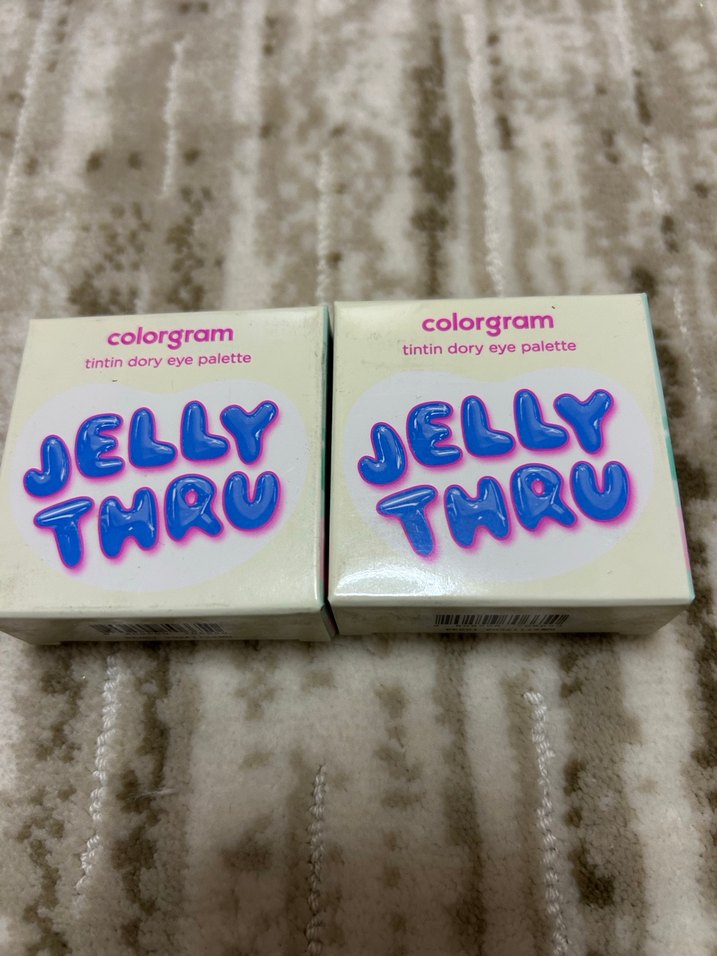 colorgram
tintin dory eye palette
JELLY
THRU
colorgram
tintin dory eye palette
JELLY
THRU